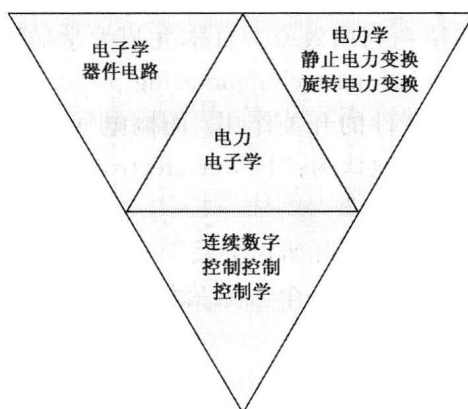 电子学
器件电路
电力学
静止电力变换
旋转电力变换
电力
电子学
连续数字
控制控制
控制学